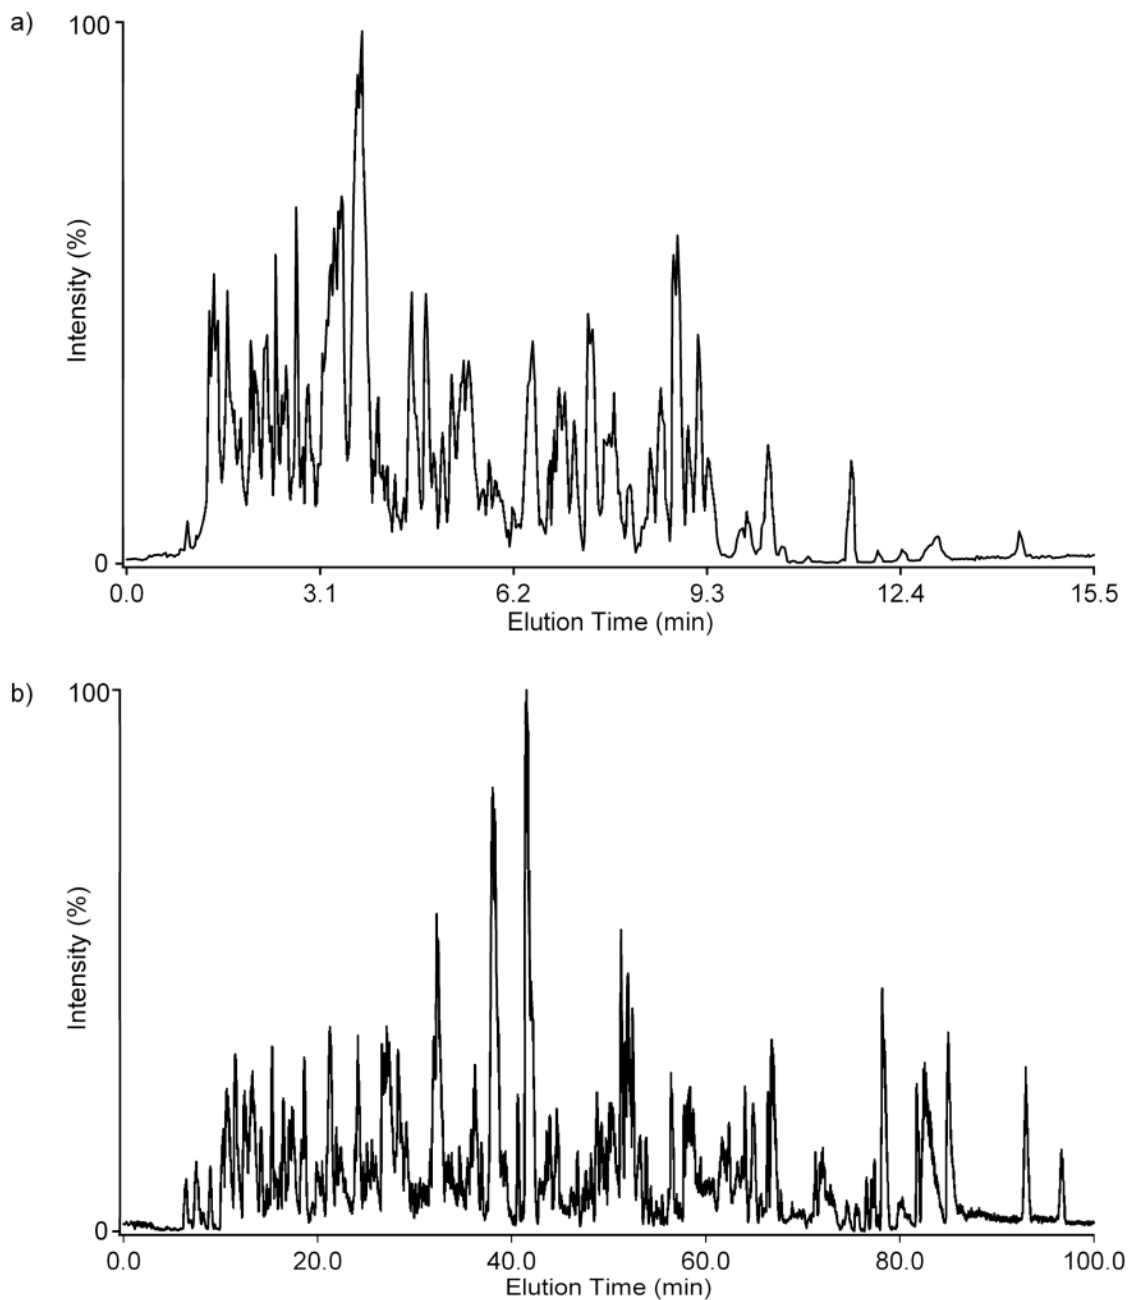 a)
100
Intensity (%)
0
0.0 3.1 6.2 9.3 12.4 15.5
Elution Time (min)
b)
100
Intensity (%)
0
0.0 20.0 40.0 60.0 80.0 100.0
Elution Time (min)